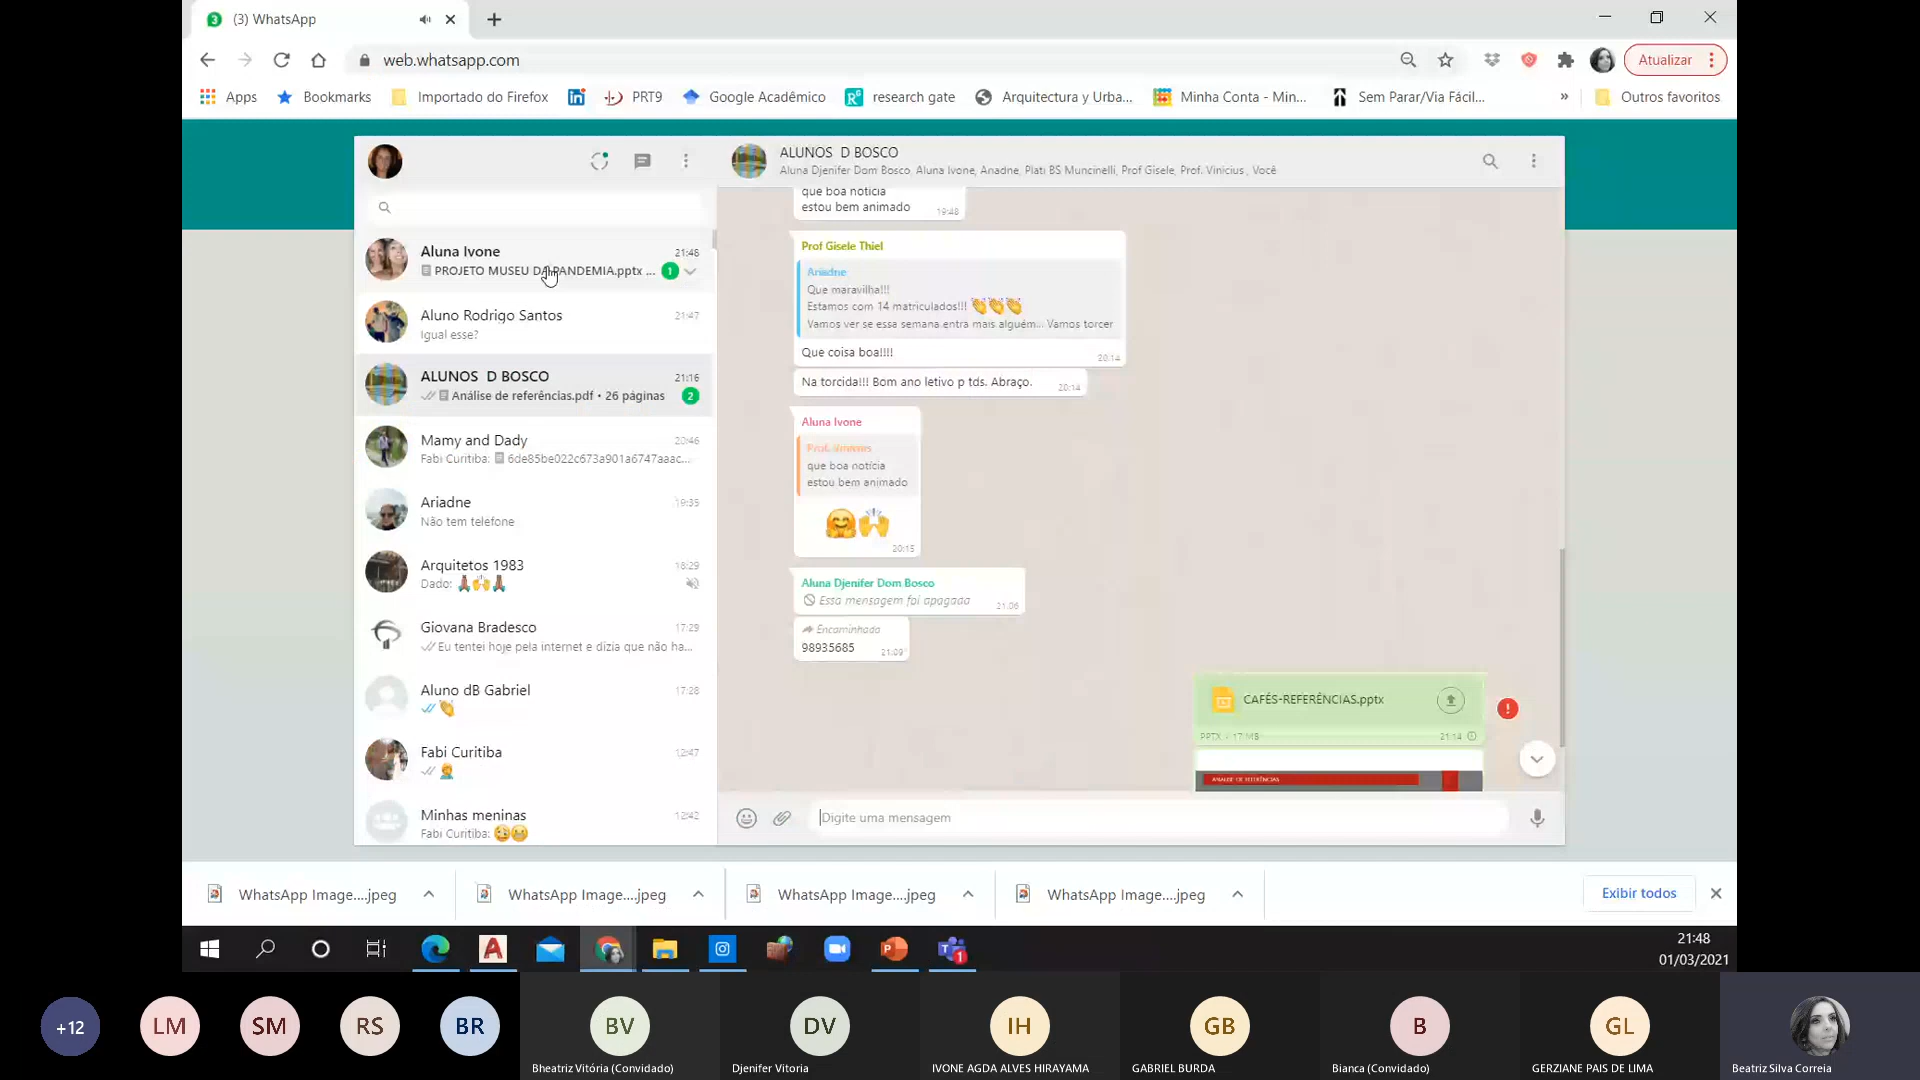 3 (3) WhatsApp
web.whatsapp.com
Atualizar
Apps
Bookmarks
Importado do Firefox
PRT9
Google Acadêmico
research gate
Arquitectura y Urba...
Minha Conta - Min...
Sem Parar/Via Fácil...
»
Outros favoritos
Aluna Ivone 21:48
PROJETO MUSEU DA PANDEMIA.pptx ... 1
Aluno Rodrigo Santos 21:47
Igual esse?
ALUNOS D BOSCO 21:16
Análise de referências.pdf • 26 páginas 2
Mamy and Dady 20:46
Fabi Curitiba: 6de85be022c673a901a6747aaac...
Ariadne 19:35
Não tem telefone
Arquitetos 1983 18:29
Dado: 🙏🏽🙌🙏🏽
Giovana Bradesco 17:29
Eu tentei hoje pela internet e dizia que não ha...
Aluno dB Gabriel 17:28
👏
Fabi Curitiba 12:47
Minhas meninas 12:42
Fabi Curitiba:
ALUNOS D BOSCO
Aluna Djenifer Dom Bosco, Aluna Ivone, Ariadne, Plati BS Muncinelli, Prof Gisele, Prof. Vinicius, Você
que boa notícia
estou bem animado 19:48
Prof Gisele Thiel
Ariadne
Que maravilha!!!
Estamos com 14 matriculados!!! 👏👏👏
Vamos ver se essa semana entra mais alguém... Vamos torcer
Que coisa boa!!!! 20:14
Na torcida!!! Bom ano letivo p tds. Abraço. 20:14
Aluna Ivone
Prof. Vinicius
que boa notícia
estou bem animado
🤗🙌
20:15
Aluna Djenifer Dom Bosco
Essa mensagem foi apagada 21:06
Encaminhada
98935685 21:09
CAFÉS-REFERÊNCIAS.pptx
PPTX • 17 MB 21:14
ANÁLISE DE REFERÊNCIAS
Digite uma mensagem
WhatsApp Image....jpeg
WhatsApp Image....jpeg
WhatsApp Image....jpeg
WhatsApp Image....jpeg
Exibir todos
1
21:48
01/03/2021
+12
LM
SM
RS
BR
BV
DV
IH
GB
B
GL
Bheatriz Vitória (Convidado)
Djenifer Vitoria
IVONE AGDA ALVES HIRAYAMA
GABRIEL BURDA
Bianca (Convidado)
GERZIANE PAIS DE LIMA
Beatriz Silva Correia